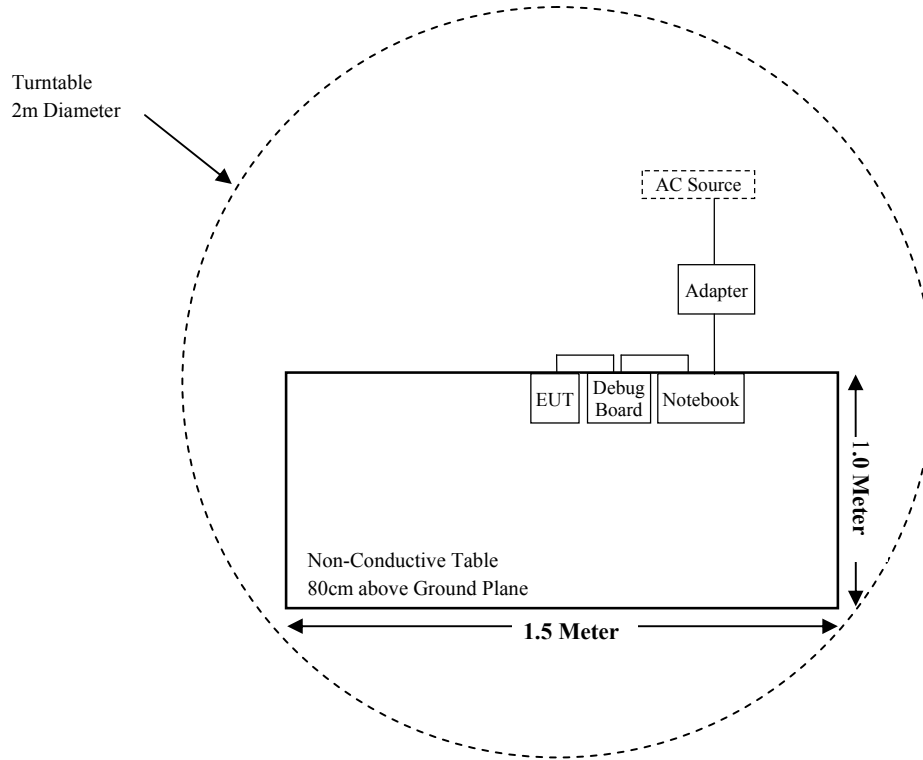 Turntable
2m Diameter
AC Source
Adapter
EUT
Debug
Board
Notebook
1.0 Meter
Non-Conductive Table
80cm above Ground Plane
1.5 Meter